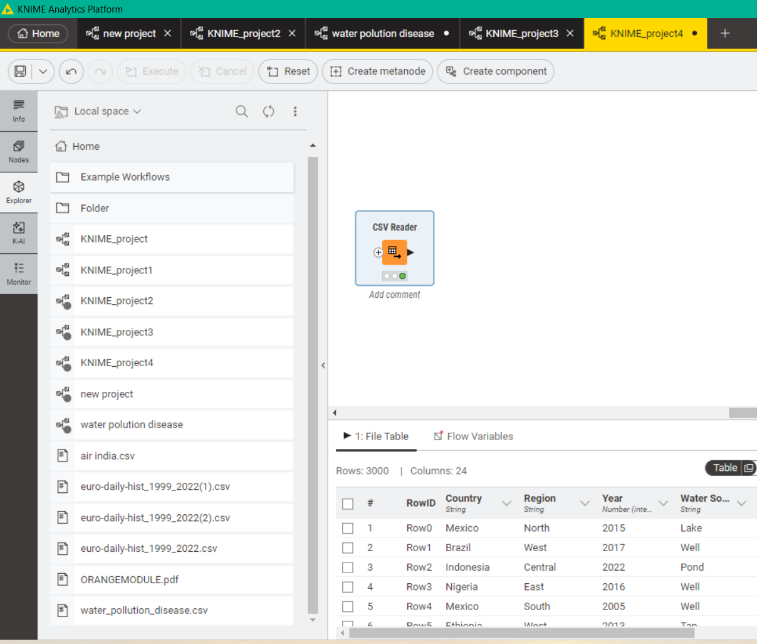 KNIME Analytics Platform
Home new project KNIME_project2 water polution disease KNIME_project3 KNIME_project4
Execute Cancel Reset Create metanode Create component
Info
Nodes
Explorer
K-AI
Monitor
Local space
Home
Example Workflows
Folder
KNIME_project
KNIME_project1
KNIME_project2
KNIME_project3
KNIME_project4
new project
water polution disease
air india.csv
euro-daily-hist_1999_2022(1).csv
euro-daily-hist_1999_2022(2).csv
euro-daily-hist_1999_2022.csv
ORANGEMODULE.pdf
water_pollution_disease.csv
CSV Reader
Add comment
1: File Table Flow Variables
Rows: 3000 | Columns: 24 Table
# RowID Country Region Year Water So...
String String Number (inte... String
1 Row0 Mexico North 2015 Lake
2 Row1 Brazil West 2017 Well
3 Row2 Indonesia Central 2022 Pond
4 Row3 Nigeria East 2016 Well
5 Row4 Mexico South 2005 Well
6 Row5 Ethiopia West 2013 Tap